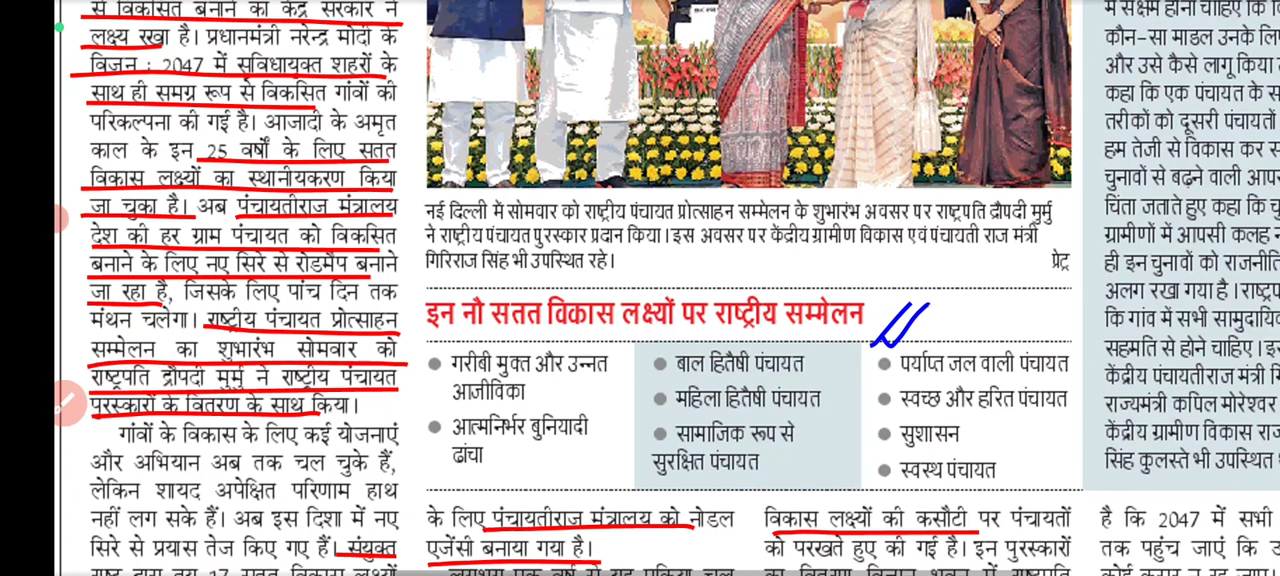 से विकसित बनाने का केंद्र सरकार ने
लक्ष्य रखा है। प्रधानमंत्री नरेन्द्र मोदी के
विजन : 2047 में सुविधायुक्त शहरों के
साथ ही समग्र रूप से विकसित गांवों की
परिकल्पना की गई है। आजादी के अमृत
काल के इन 25 वर्षों के लिए सतत
विकास लक्ष्यों का स्थानीयकरण किया
जा चुका है। अब पंचायतीराज मंत्रालय
देश की हर ग्राम पंचायत को विकसित
बनाने के लिए नए सिरे से रोडमैप बनाने
जा रहा है, जिसके लिए पांच दिन तक
मंथन चलेगा। राष्ट्रीय पंचायत प्रोत्साहन
सम्मेलन का शुभारंभ सोमवार को
राष्ट्रपति द्रौपदी मुर्मु ने राष्ट्रीय पंचायत
पुरस्कारों के वितरण के साथ किया।
गांवों के विकास के लिए कई योजनाएं
और अभियान अब तक चल चुके हैं,
लेकिन शायद अपेक्षित परिणाम हाथ
नहीं लग सके हैं। अब इस दिशा में नए
सिरे से प्रयास तेज किए गए हैं। संयुक्त
नई दिल्ली में सोमवार को राष्ट्रीय पंचायत प्रोत्साहन सम्मेलन के शुभारंभ अवसर पर राष्ट्रपति द्रौपदी मुर्मु
ने राष्ट्रीय पंचायत पुरस्कार प्रदान किया। इस अवसर पर केंद्रीय ग्रामीण विकास एवं पंचायती राज मंत्री
गिरिराज सिंह भी उपस्थित रहे। प्रेट्र
इन नौ सतत विकास लक्ष्यों पर राष्ट्रीय सम्मेलन
गरीबी मुक्त और उन्नत
आजीविका
आत्मनिर्भर बुनियादी
ढांचा
बाल हितैषी पंचायत
महिला हितैषी पंचायत
सामाजिक रूप से
सुरक्षित पंचायत
पर्याप्त जल वाली पंचायत
स्वच्छ और हरित पंचायत
सुशासन
स्वस्थ पंचायत
के लिए पंचायतीराज मंत्रालय को नोडल
एजेंसी बनाया गया है।
विकास लक्ष्यों की कसौटी पर पंचायतों
को परखते हुए की गई है। इन पुरस्कारों
में सक्षम होना चाहिए कि
कौन-सा माडल उनके
और उसे कैसे लागू किया
कहा कि एक पंचायत के
तरीकों को दूसरी पंचायतों
हम तेजी से विकास कर
चुनावों से बढ़ने वाली
चिंता जताते हुए कहा कि
ग्रामीणों में आपसी कलह
ही इन चुनावों को
अलग रखा गया है।
कि गांव में सभी
सहमति से होने चाहिए।
केंद्रीय पंचायतीराज मंत्री
राज्यमंत्री कपिल मोरेश्वर
केंद्रीय ग्रामीण विकास
सिंह कुलस्ते भी उपस्थित
है कि 2047 में सभी
तक पहुंच जाएं कि